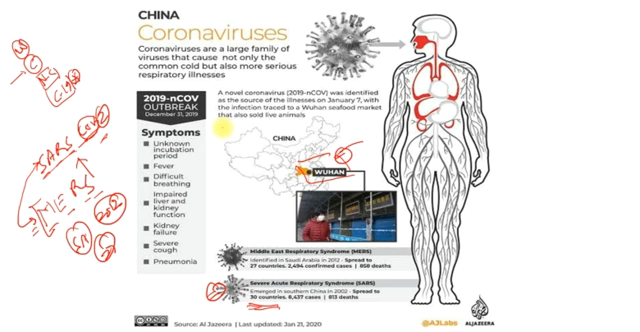 CHINA
Coronaviruses
Coronaviruses are a large family
of viruses that cause not only the
common cold but also more serious
respiratory illnesses
2019-nCOV
OUTBREAK
December 31, 2019
Symptoms
Unknown
incubation
period
Fever
Difficult
breathing
Impaired
liver and
kidney
function
Kidney
failure
Severe
cough
Pneumonia
A novel coronavirus (2019-nCOV) was identified
as the source of the illnesses on January 7, with
the infection traced to a Wuhan seafood market
that also sold live animals
CHINA
WUHAN
Middle East Respiratory Syndrome (MERS)
Identified in Saudi Arabia in 2012 - Spread to
27 countries. 2,494 confirmed cases | 858 deaths
Severe Acute Respiratory Syndrome (SARS)
Emerged in southern China in 2002 - Spread to
30 countries. 8,437 cases | 813 deaths
SARS
Source: Al Jazeera | Last updated: Jan 21, 2020
@AJLabs
ALJAZEERA